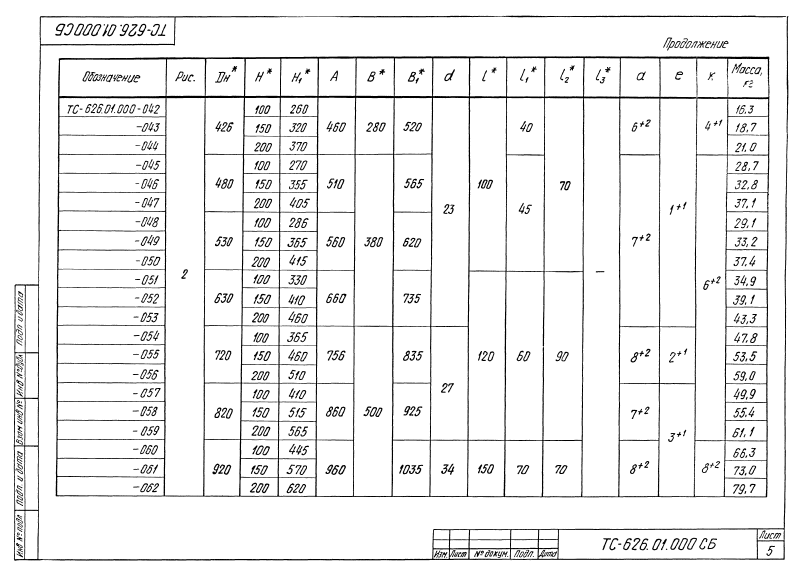 ТС-626.01.000СБ
Продолжение
Обозначение Рис. Dн* H* H₁* A B* B₁* d l* l₁* l₂* l₃* a e к Масса, кг
ТС-626.01.000-042 2 426 100 260 460 280 520 23 100 40 70 — 6⁺² 1⁺¹ 4⁺¹ 16,3
-043 150 320 18,7
-044 200 370 21,0
-045 480 100 270 510 380 565 45 7⁺² 6⁺² 28,7
-046 150 355 32,8
-047 200 405 37,1
-048 530 100 286 560 620 29,1
-049 150 365 33,2
-050 200 415 37,4
-051 630 100 330 660 735 120 60 90 34,9
-052 150 410 39,1
-053 200 460 43,3
-054 720 100 365 756 500 835 27 8⁺² 2⁺¹ 47,8
-055 150 460 53,5
-056 200 510 59,0
-057 820 100 410 860 925 7⁺² 3⁺¹ 49,9
-058 150 515 55,4
-059 200 565 61,1
-060 920 100 445 960 1035 34 150 70 70 8⁺² 8⁺² 66,3
-061 150 570 73,0
-062 200 620 79,7
Подп. и дата
Инв №дубл
Взам инв №
Подп. и дата
Инв № подл.
Изм. Лист № докум. Подп. Дата
ТС-626.01.000 СБ
Лист
5